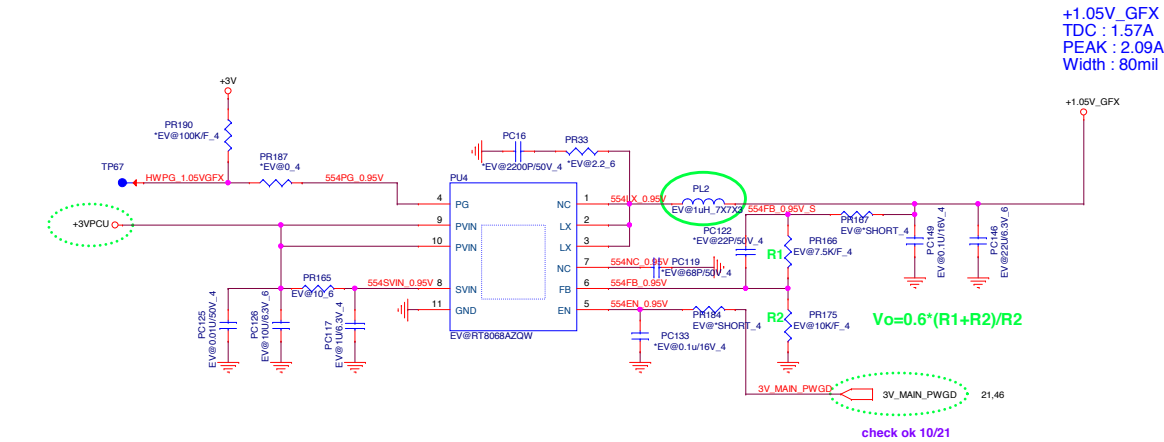 +1.05V_GFX
TDC : 1.57A
PEAK : 2.09A
Width : 80mil
+3V
+1.05V_GFX
PR190
*EV@100K/F_4
PC16
*EV@2200P/50V_4
PR33
*EV@2.2_6
TP67
HWPG_1.05VGFX
PR187
*EV@0_4
554PG_0.95V
PU4
4
PG
NC
1
554LX_0.95V
PL2
EV@1uH_7X7X3
+3VPCU
9
PVIN
LX
2
10
PVIN
LX
3
554FB_0.95V_S
PR167
EV@*SHORT_4
PC122
*EV@22P/50V_4
R1
PR166
EV@7.5K/F_4
PC149
EV@0.1U/16V_4
PC146
EV@22U/6.3V_6
NC
7
554NC_0.95V
PC119
*EV@68P/50V_4
PR165
EV@10_6
554SVIN_0.95V
8
SVIN
FB
6
554FB_0.95V
11
GND
EN
5
554EN_0.95V
EV@RT8068AZQW
PC125
EV@0.01U/50V_4
PC126
EV@10U/6.3V_6
PC117
EV@1U/6.3V_4
PR184
EV@*SHORT_4
R2
PR175
EV@10K/F_4
Vo=0.6*(R1+R2)/R2
PC133
*EV@0.1u/16V_4
3V_MAIN_PWGD
3V_MAIN_PWGD
21,46
check ok 10/21